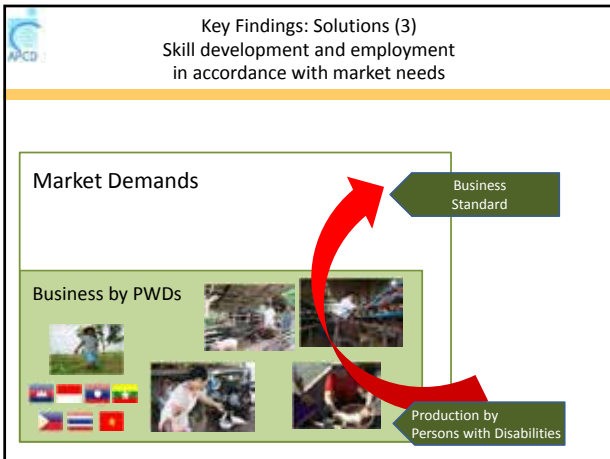 APCD
Key Findings: Solutions (3)
Skill development and employment
in accordance with market needs
Market Demands
Business
Standard
Business by PWDs
Production by
Persons with Disabilities